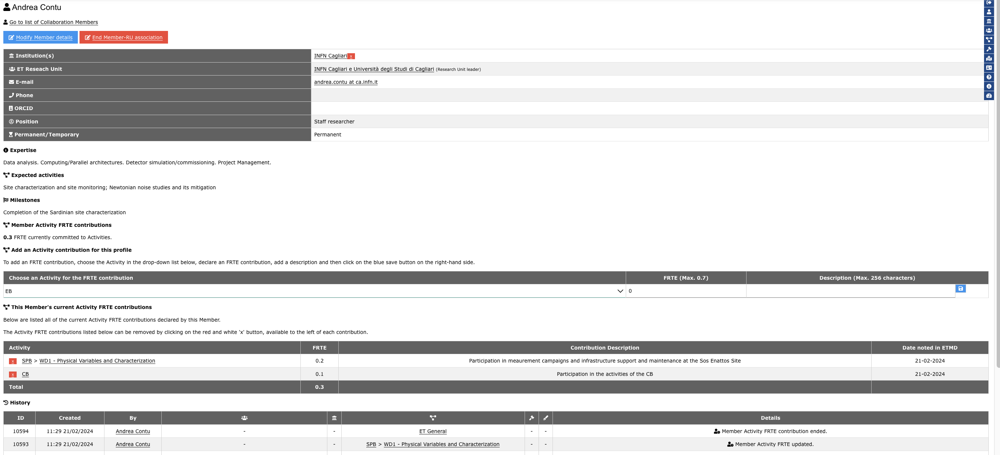 Andrea Contu
Go to list of Collaboration Members
Modify Member details End Member-RU association
Institution(s) INFN Cagliari x
ET Reseach Unit INFN Cagliari e Università degli Studi di Cagliari (Research Unit leader)
E-mail andrea.contu at ca.infn.it
Phone
ORCID
Position Staff researcher
Permanent/Temporary Permanent
Expertise
Data analysis. Computing/Parallel architectures. Detector simulation/commissioning. Project Management.
Expected activities
Site characterization and site monitoring; Newtonian noise studies and its mitigation
Milestones
Completion of the Sardinian site characterization
Member Activity FRTE contributions
0.3 FRTE currently committed to Activities.
Add an Activity contribution for this profile
To add an FRTE contribution, choose the Activity in the drop-down list below, declare an FRTE contribution, add a description and then click on the blue save button on the right-hand side.
Choose an Activity for the FRTE contribution FRTE (Max. 0.7) Description (Max. 256 characters)
EB 0
This Member's current Activity FRTE contributions
Below are listed all of the current Activity FRTE contributions declared by this Member.
The Activity FRTE contributions listed below can be removed by clicking on the red and white 'x' button, available to the left of each contribution.
Activity FRTE Contribution Description Date noted in ETMD
x SPB > WD1 - Physical Variables and Characterization 0.2 Participation in meaurement campaigns and infrastructure support and maintenance at the Sos Enattos Site 21-02-2024
x CB 0.1 Participation in the activities of the CB 21-02-2024
Total 0.3
History
ID Created By Details
10594 11:29 21/02/2024 Andrea Contu - - ET General - - Member Activity FRTE contribution ended.
10593 11:29 21/02/2024 Andrea Contu - - SPB > WD1 - Physical Variables and Characterization - - Member Activity FRTE updated.